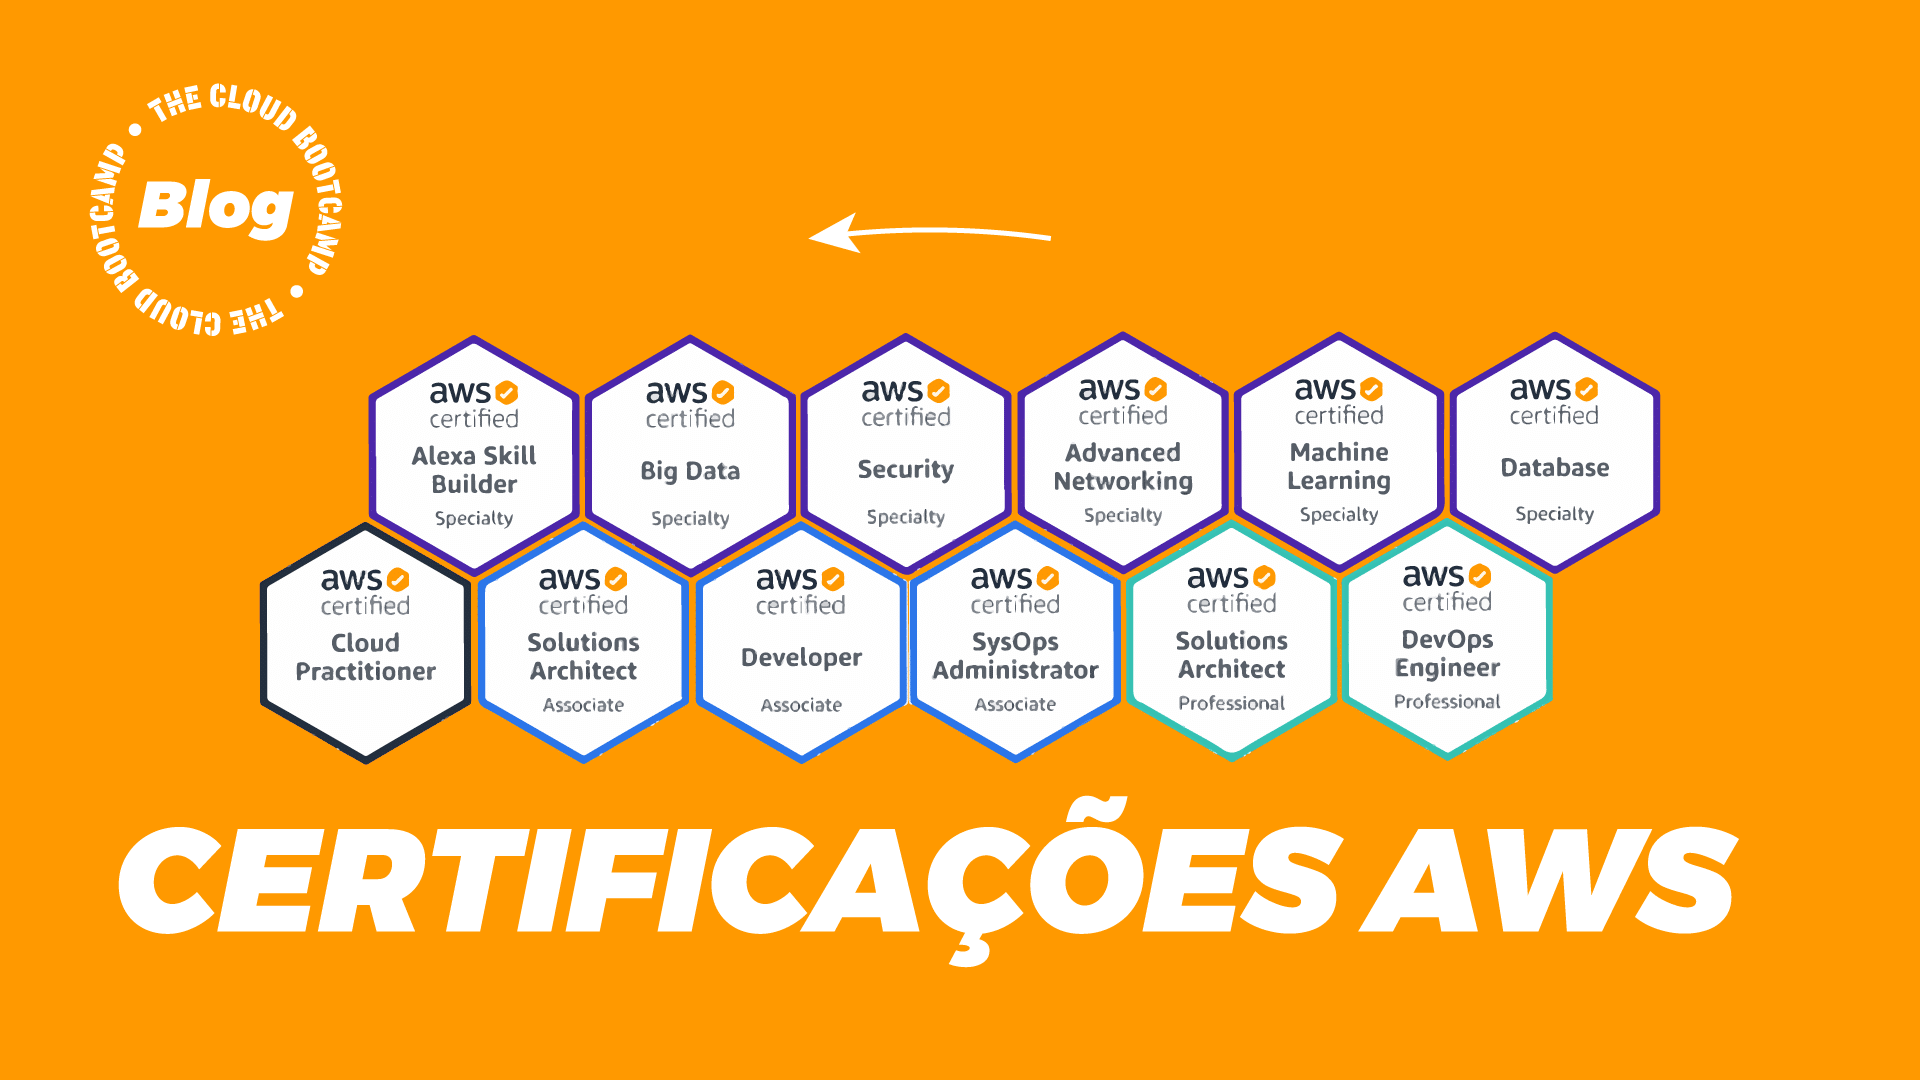 THE CLOUD BOOTCAMP •
THE CLOUD BOOTCAMP •
Blog
aws
certified
Alexa Skill
Builder
Specialty
aws
certified
Big Data
Specialty
aws
certified
Security
Specialty
aws
certified
Advanced
Networking
Specialty
aws
certified
Machine
Learning
Specialty
aws
certified
Database
Specialty
aws
certified
Cloud
Practitioner
aws
certified
Solutions
Architect
Associate
aws
certified
Developer
Associate
aws
certified
SysOps
Administrator
Associate
aws
certified
Solutions
Architect
Professional
aws
certified
DevOps
Engineer
Professional
CERTIFICAÇÕES AWS